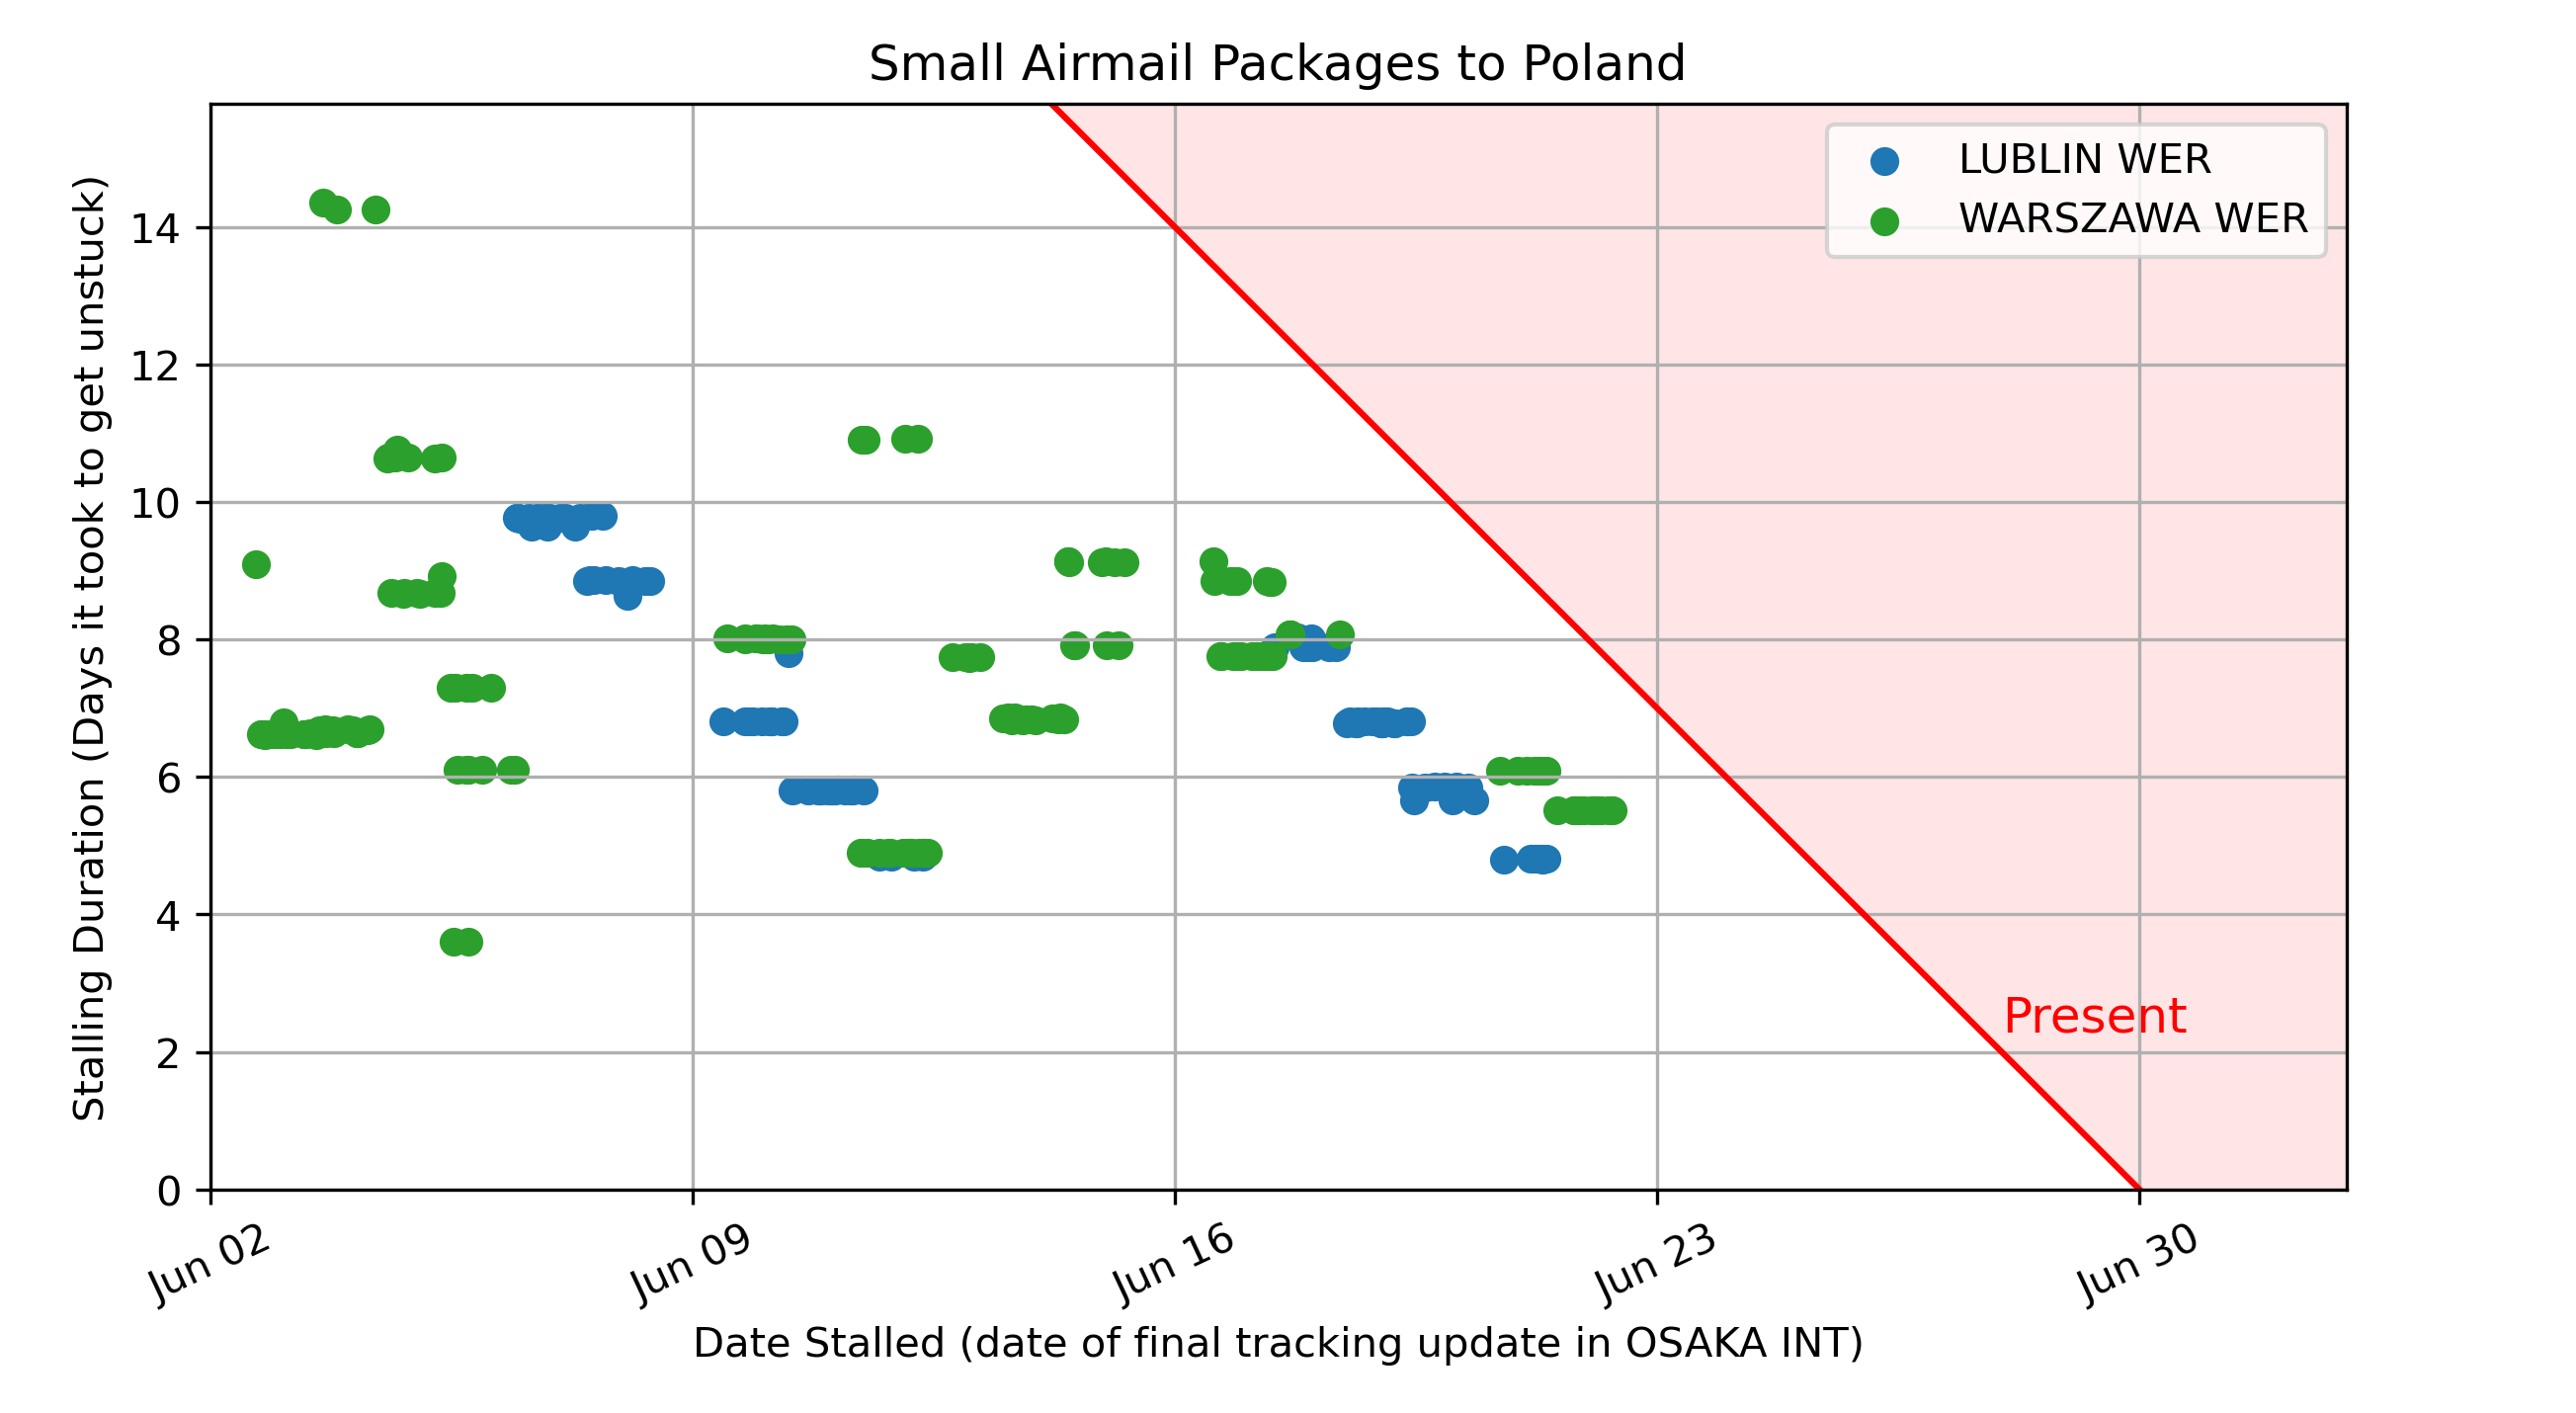 Small Airmail Packages to Poland
LUBLIN WER
WARSZAWA WER
Stalling Duration (Days it took to get unstuck)
14
12
10
8
6
4
2
0
Present
Jun 02
Jun 09
Jun 16
Jun 23
Jun 30
Date Stalled (date of final tracking update in OSAKA INT)